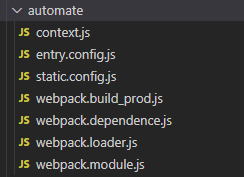 automate
JS context.js
JS entry.config.js
JS static.config.js
JS webpack.build_prod.js
JS webpack.dependence.js
JS webpack.loader.js
JS webpack.module.js